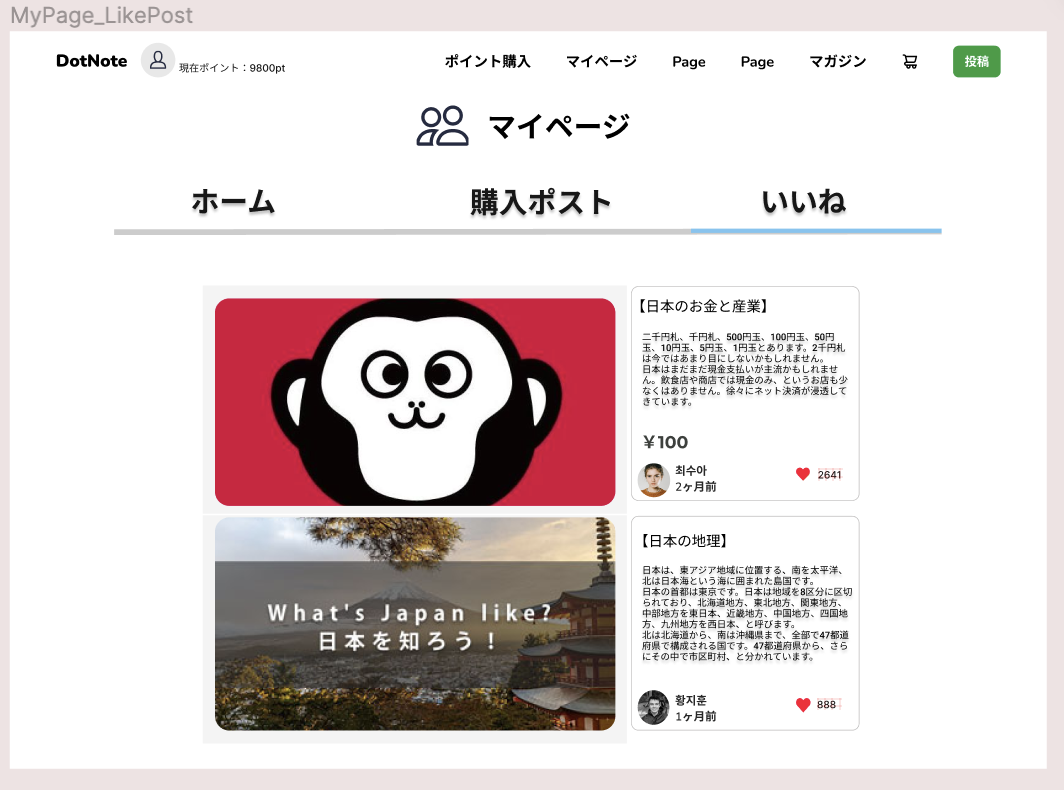 MyPage_LikePost
DotNote
現在ポイント：9800pt
ポイント購入
マイページ
Page
Page
マガジン
投稿
マイページ
ホーム
購入ポスト
いいね
【日本のお金と産業】
二千円札、千円札、500円玉、100円玉、50円
玉、10円玉、5円玉、1円玉とあります。2千円札
は今ではあまり目にしないかもしれません。
日本はまだまだ現金支払いが主流かもしれませ
ん。飲食店や商店では現金のみ、というお店も少
なくはありません。徐々にネット決済が浸透して
きています。
￥100
최수아
2ヶ月前
2641
What's Japan like?
日本を知ろう！
【日本の地理】
日本は、東アジア地域に位置する、南を太平洋、
北は日本海という海に囲まれた島国です。
日本の首都は東京です。日本は地域を8区分に区切
られており、北海道地方、東北地方、関東地方、
中部地方を東日本、近畿地方、中国地方、四国地
方、九州地方を西日本、と呼びます。
北は北海道から、南は沖縄県まで、全部で47都道
府県で構成される国です。47都道府県から、さら
にその中で市区町村、と分かれています。
황지훈
1ヶ月前
888